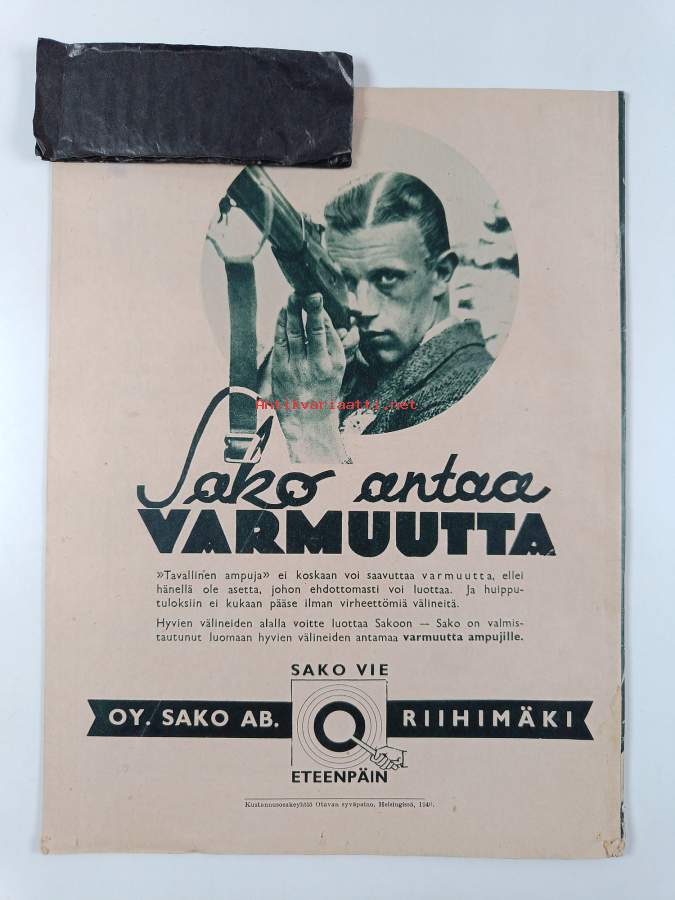 Antikvariaatti.net
Sako antaa
VARMUUTTA
»Tavallinen ampuja» ei koskaan voi saavuttaa varmuutta, ellei
hänellä ole asetta, johon ehdottomasti voi luottaa. Ja huippu-
tuloksiin ei kukaan pääse ilman virheettömiä välineitä.
Hyvien välineiden alalla voitte luottaa Sakoon — Sako on valmis-
tautunut luomaan hyvien välineiden antamaa varmuutta ampujille.
SAKO VIE
OY. SAKO AB. RIIHIMÄKI
ETEENPÄIN
Kustannusosakeyhtiö Otavan syväpaino, Helsingissä, 1940.